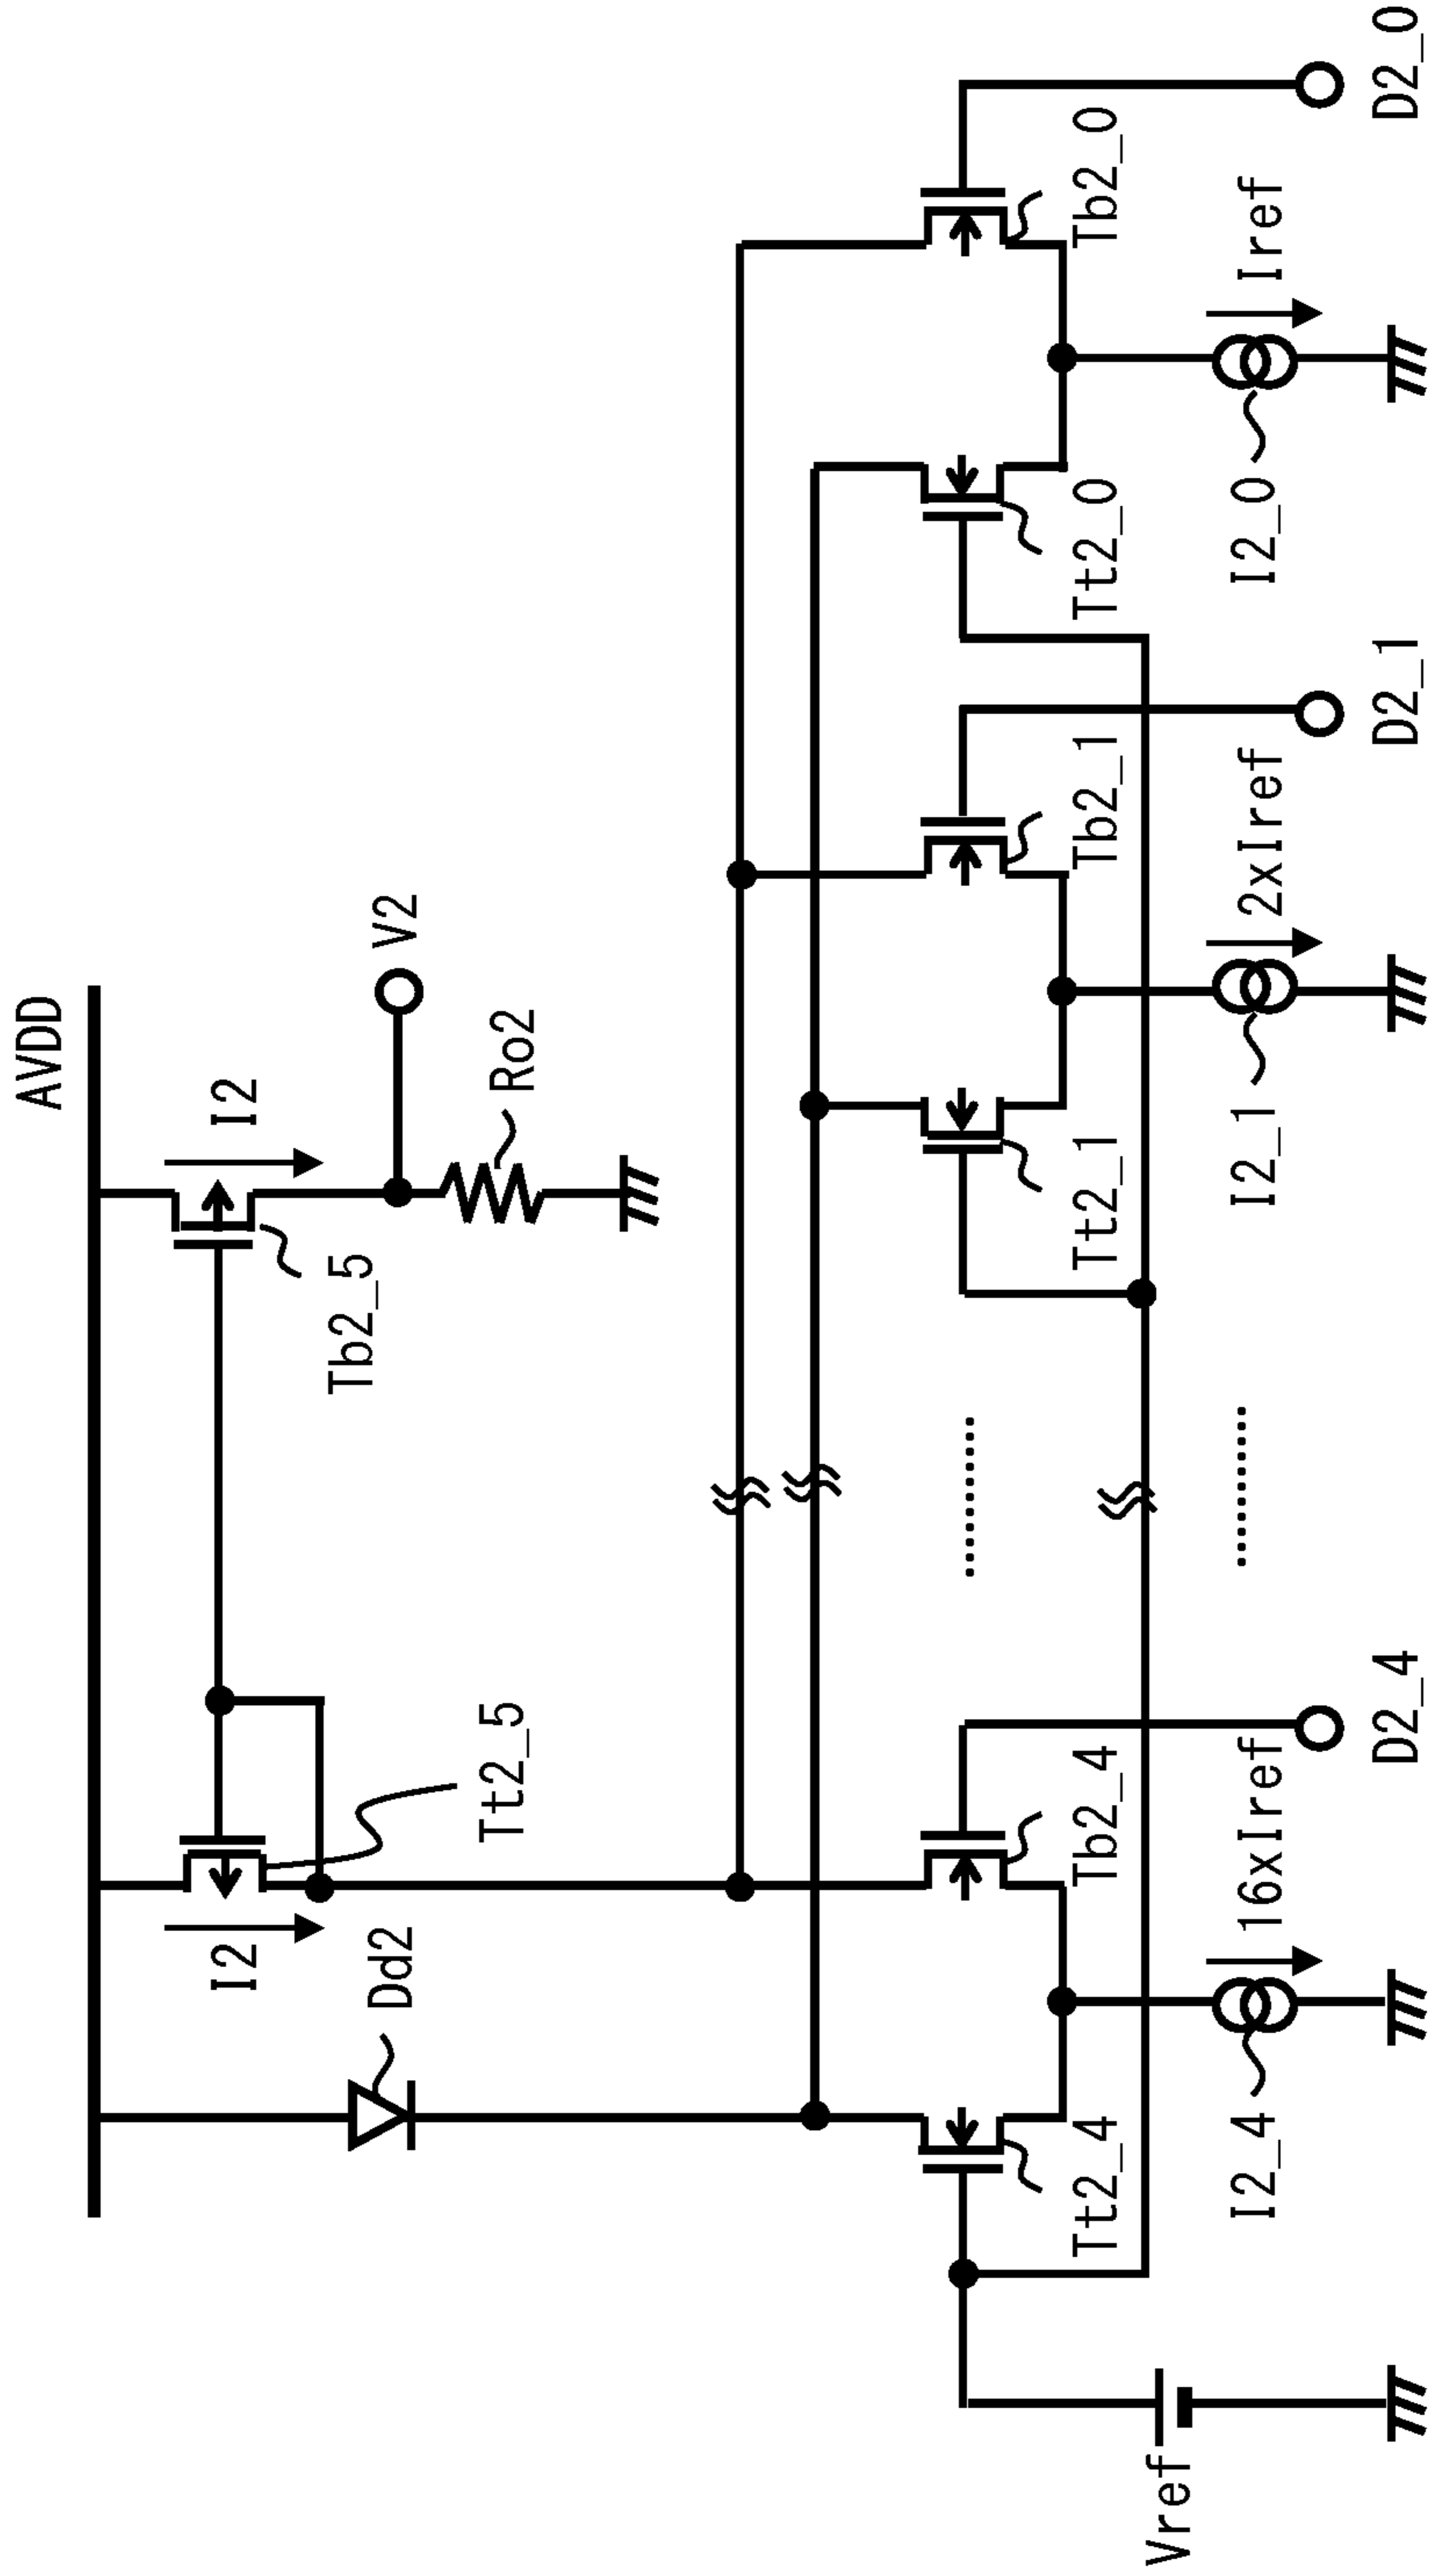 AVDD
I2
I2
V2
Dd2
Tt2_5
Tb2_5
Ro2
Tt2_4
Tb2_4
Tt2_1
Tb2_1
Tt2_0
Tb2_0
Vref
I2_4
16xIref
I2_1
2xIref
I2_0
Iref
D2_4
D2_1
D2_0